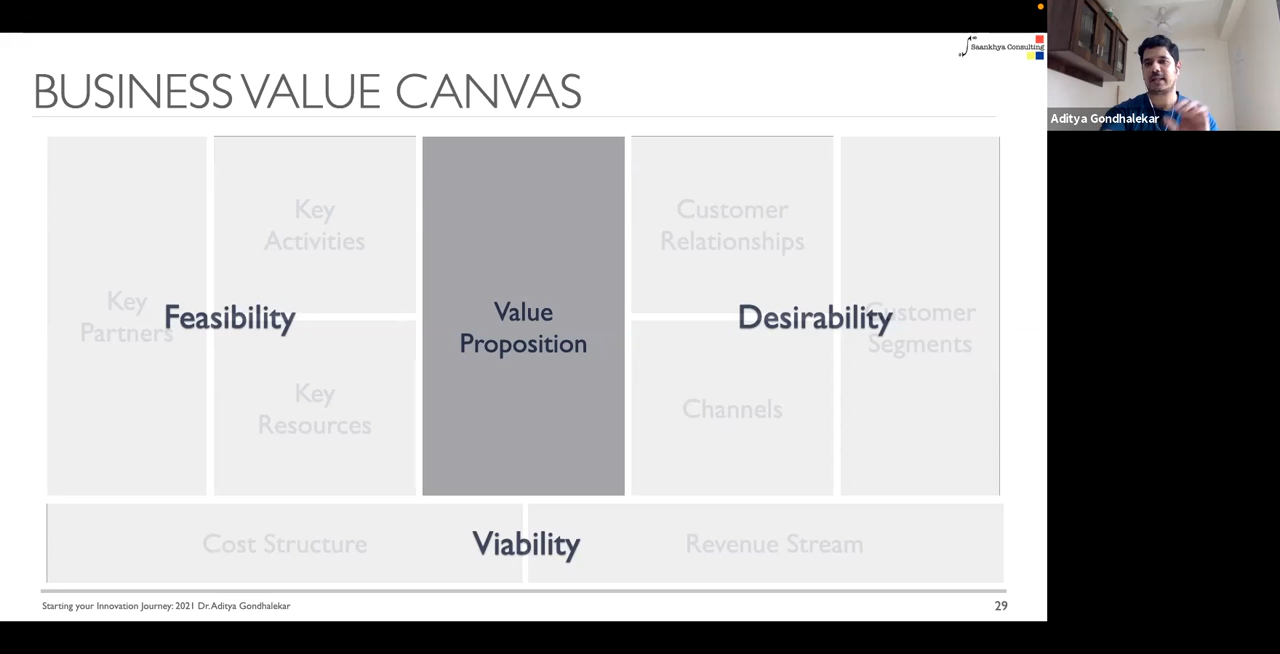 Saankhya Consulting
BUSINESS VALUE CANVAS
Aditya Gondhalekar
Key
Partners
Key
Activities
Key
Resources
Feasibility
Value
Proposition
Customer
Relationships
Channels
Desirability
Customer
Segments
Cost Structure
Viability
Revenue Stream
Starting your Innovation Journey: 2021 Dr. Aditya Gondhalekar
29